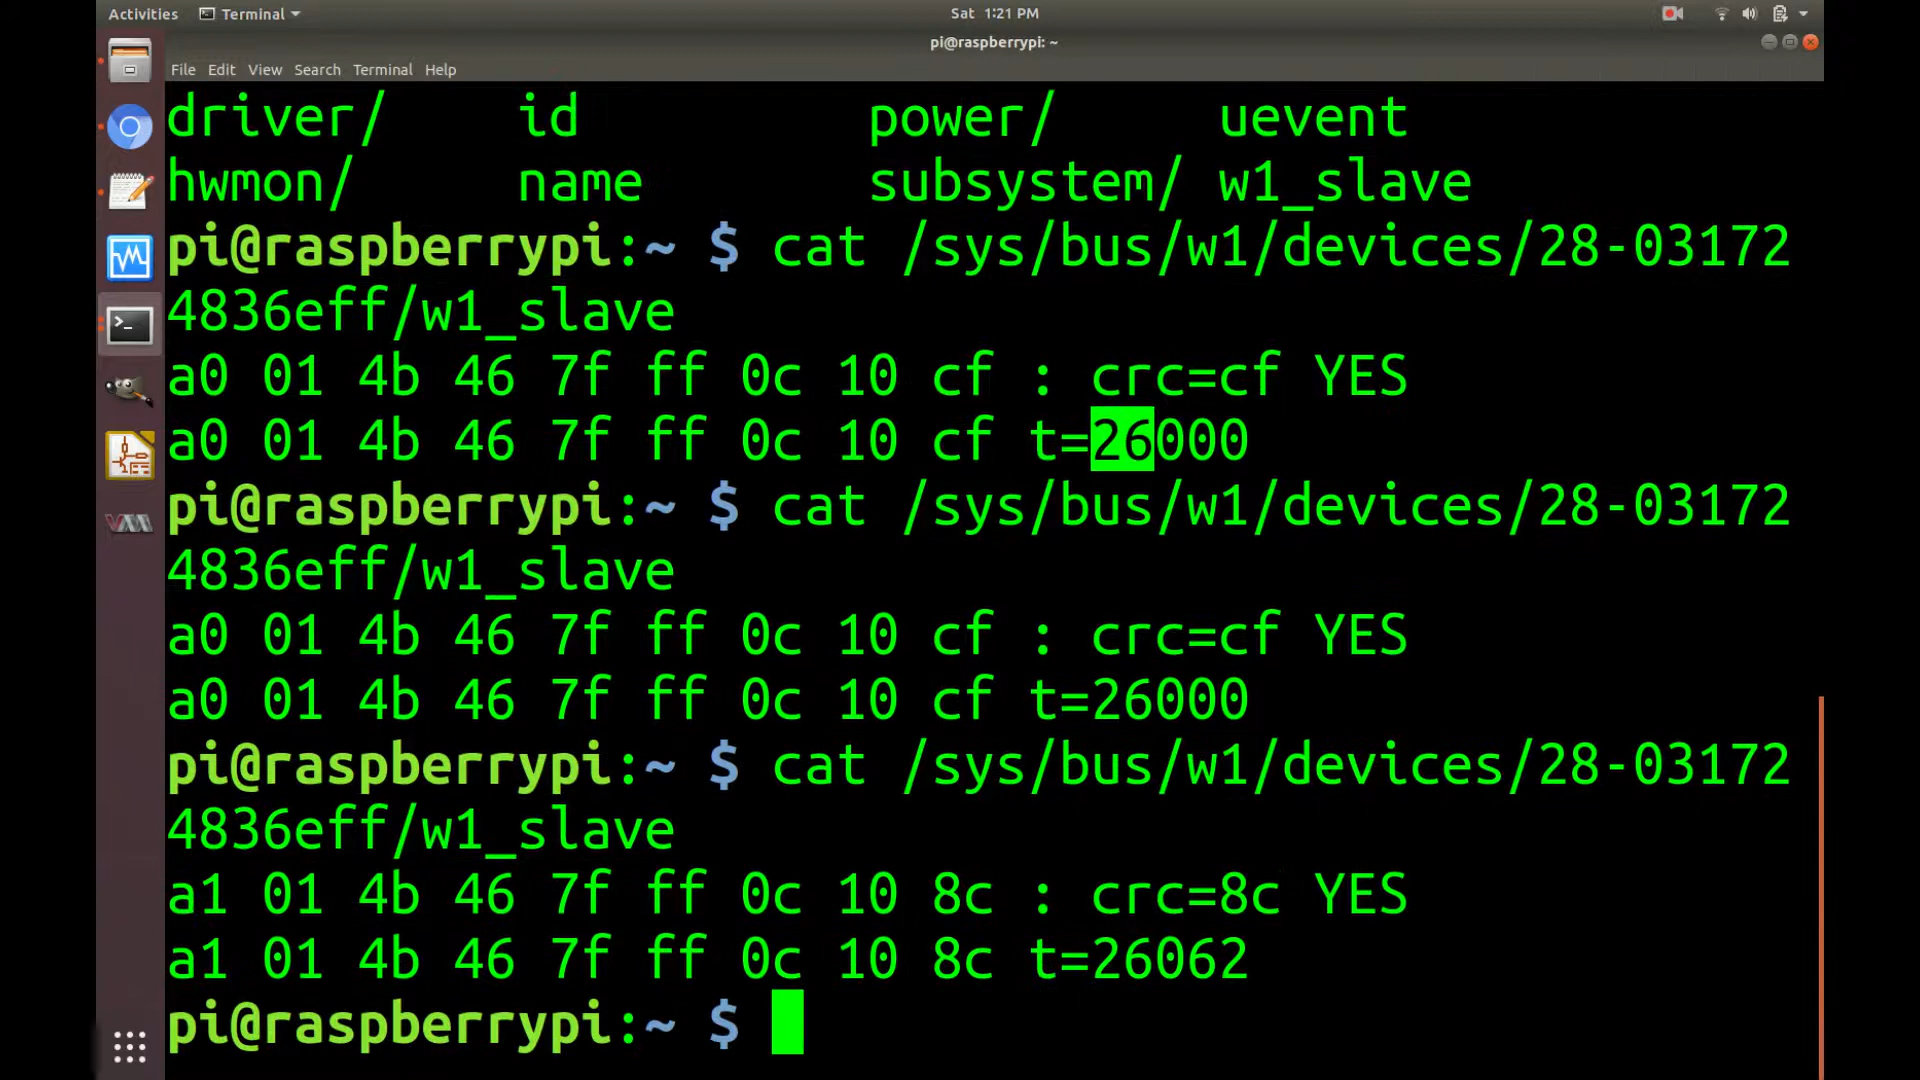 Activities Terminal Sat 1:21 PM
pi@raspberrypi: ~
File Edit View Search Terminal Help
driver/ id power/ uevent
hwmon/ name subsystem/ w1_slave
pi@raspberrypi:~ $ cat /sys/bus/w1/devices/28-03172
4836eff/w1_slave
a0 01 4b 46 7f ff 0c 10 cf : crc=cf YES
a0 01 4b 46 7f ff 0c 10 cf t=26000
pi@raspberrypi:~ $ cat /sys/bus/w1/devices/28-03172
4836eff/w1_slave
a0 01 4b 46 7f ff 0c 10 cf : crc=cf YES
a0 01 4b 46 7f ff 0c 10 cf t=26000
pi@raspberrypi:~ $ cat /sys/bus/w1/devices/28-03172
4836eff/w1_slave
a1 01 4b 46 7f ff 0c 10 8c : crc=8c YES
a1 01 4b 46 7f ff 0c 10 8c t=26062
pi@raspberrypi:~ $